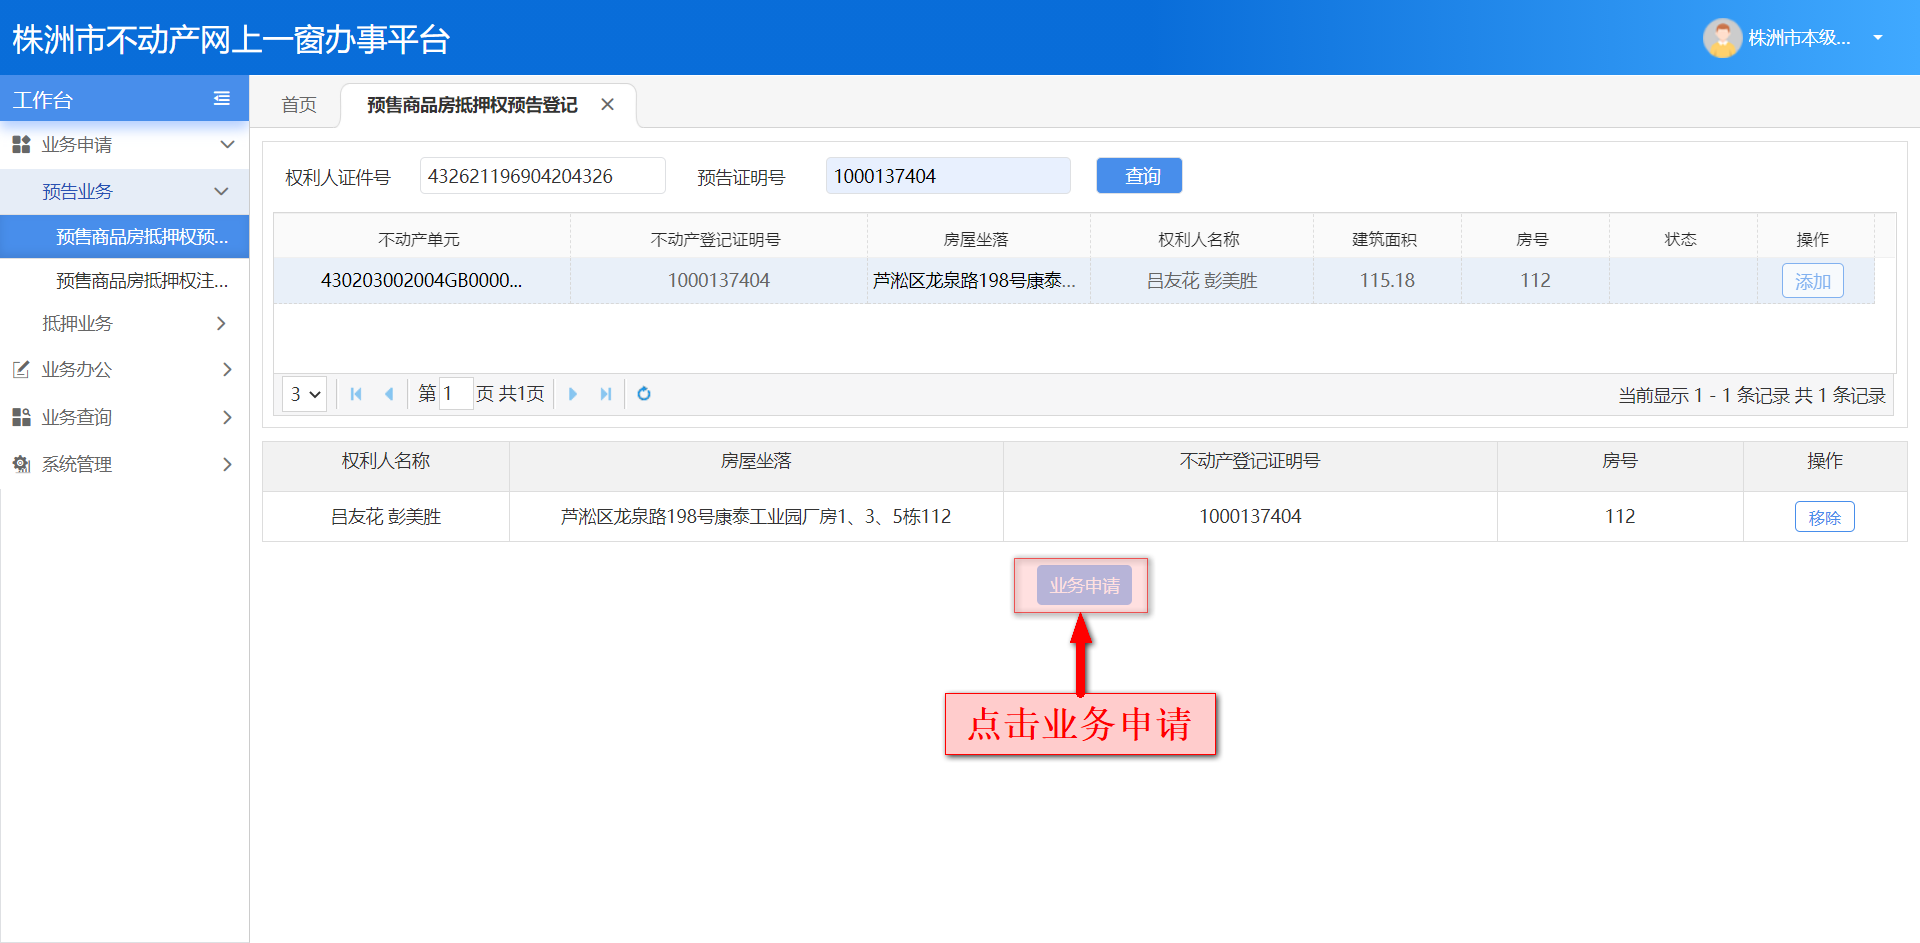 株洲市不动产网上一窗办事平台
株洲市本级...
工作台
首页
预售商品房抵押权预告登记
业务申请
预告业务
预售商品房抵押权预...
预售商品房抵押权注...
抵押业务
业务办公
业务查询
系统管理
权利人证件号 432621196904204326 预告证明号 1000137404 查询
不动产单元 不动产登记证明号 房屋坐落 权利人名称 建筑面积 房号 状态 操作
430203002004GB0000... 1000137404 芦淞区龙泉路198号康泰... 吕友花 彭美胜 115.18 112 添加
3 第 1 页 共1页 当前显示 1 - 1 条记录 共 1 条记录
权利人名称 房屋坐落 不动产登记证明号 房号 操作
吕友花 彭美胜 芦淞区龙泉路198号康泰工业园厂房1、3、5栋112 1000137404 112 移除
业务申请
点击业务申请